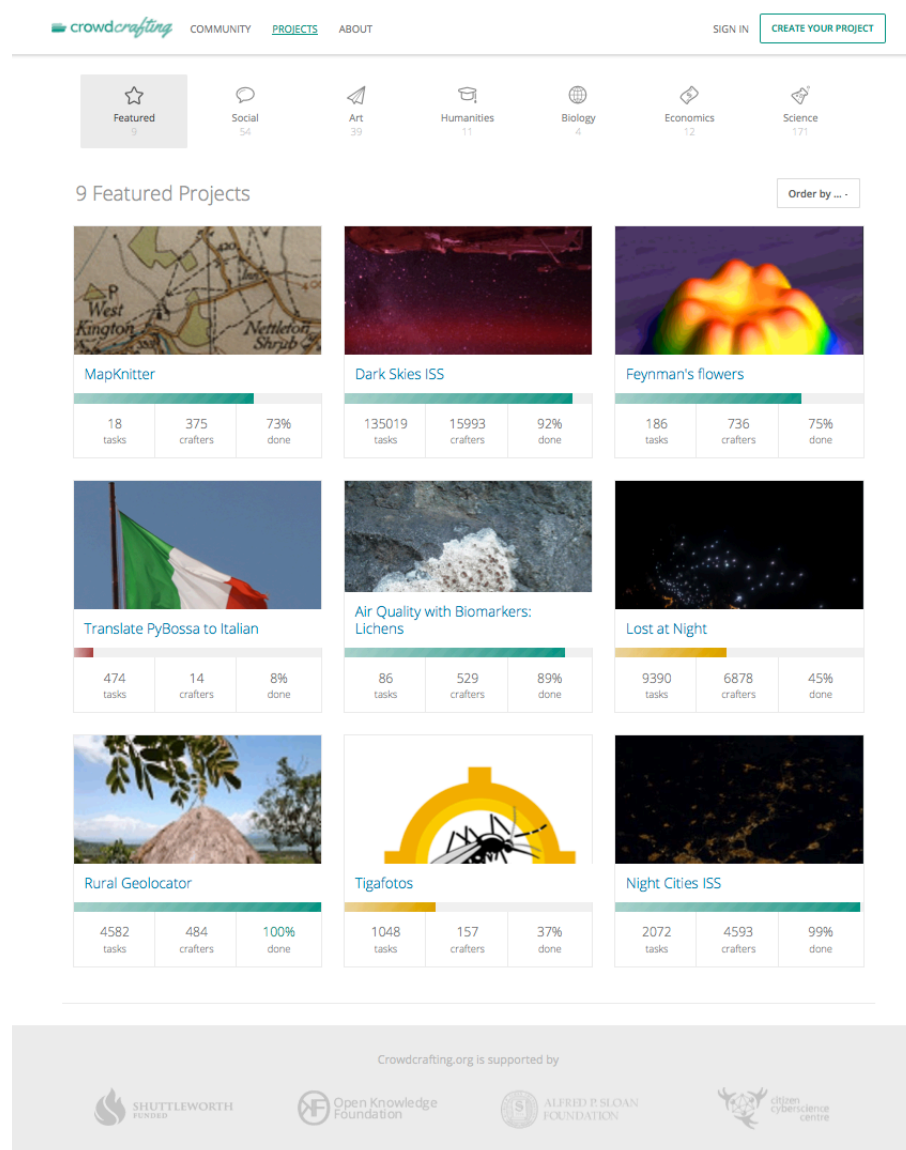 crowdcrafting COMMUNITY PROJECTS ABOUT SIGN IN CREATE YOUR PROJECT
Featured Social Art Humanities Biology Economics Science
9 54 39 11 4 12 171
9 Featured Projects Order by ... -
P
West
Kington
420
Inn
Nettleton
Shrub
MapKnitter Dark Skies ISS Feynman's flowers
18 375 73% 135019 15993 92% 186 736 75%
tasks crafters done tasks crafters done tasks crafters done
Translate PyBossa to Italian Air Quality with Biomarkers: Lost at Night
Lichens
474 14 8% 86 529 89% 9390 6878 45%
tasks crafters done tasks crafters done tasks crafters done
Rural Geolocator Tigafotos Night Cities ISS
4582 484 100% 1048 157 37% 2072 4593 99%
tasks crafters done tasks crafters done tasks crafters done
Crowdcrafting.org is supported by
SHUTTLEWORTH
FUNDED
Open Knowledge
Foundation
S
ALFRED P. SLOAN
FOUNDATION
citizen
cyberscience
centre